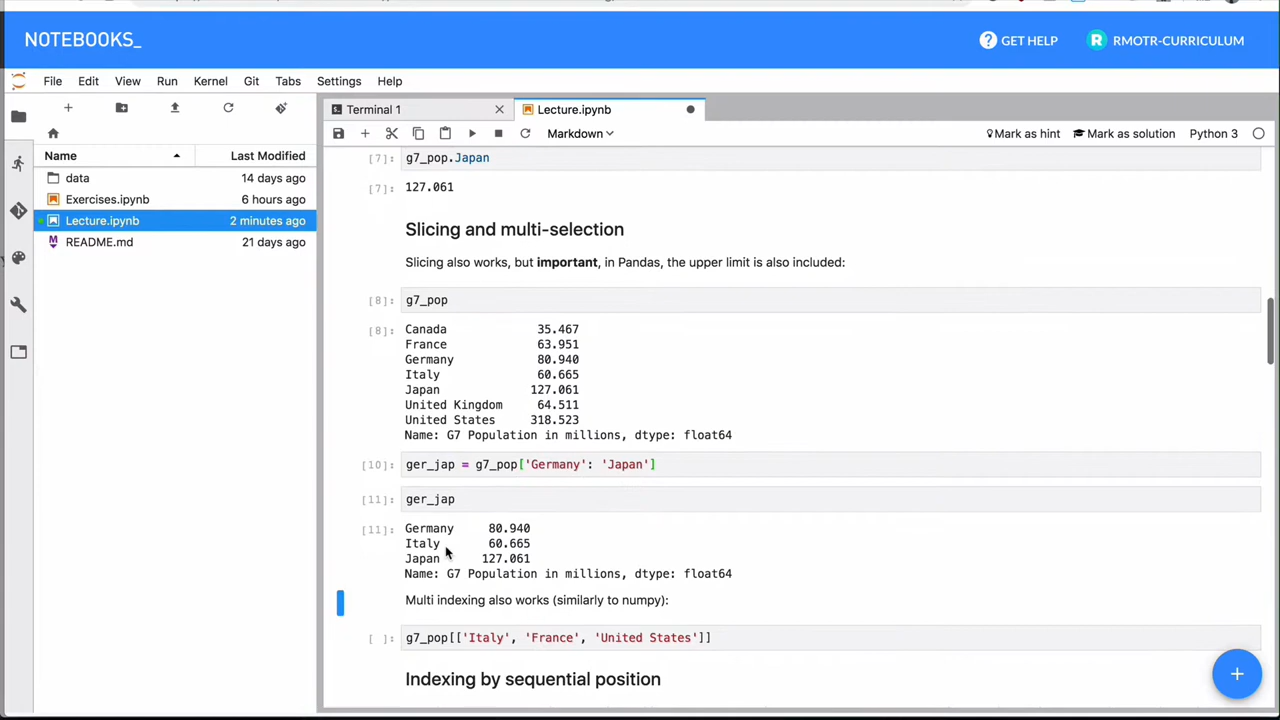 NOTEBOOKS_
? GET HELP
R RMOTR-CURRICULUM
File Edit View Run Kernel Git Tabs Settings Help
Terminal 1
Lecture.ipynb
Markdown
Mark as hint
Mark as solution
Python 3
Name Last Modified
data 14 days ago
Exercises.ipynb 6 hours ago
Lecture.ipynb 2 minutes ago
README.md 21 days ago
[7]: g7_pop.Japan
[7]: 127.061
Slicing and multi-selection
Slicing also works, but important, in Pandas, the upper limit is also included:
[8]: g7_pop
[8]: Canada 35.467
France 63.951
Germany 80.940
Italy 60.665
Japan 127.061
United Kingdom 64.511
United States 318.523
Name: G7 Population in millions, dtype: float64
[10]: ger_jap = g7_pop['Germany': 'Japan']
[11]: ger_jap
[11]: Germany 80.940
Italy 60.665
Japan 127.061
Name: G7 Population in millions, dtype: float64
Multi indexing also works (similarly to numpy):
[ ]: g7_pop[['Italy', 'France', 'United States']]
Indexing by sequential position